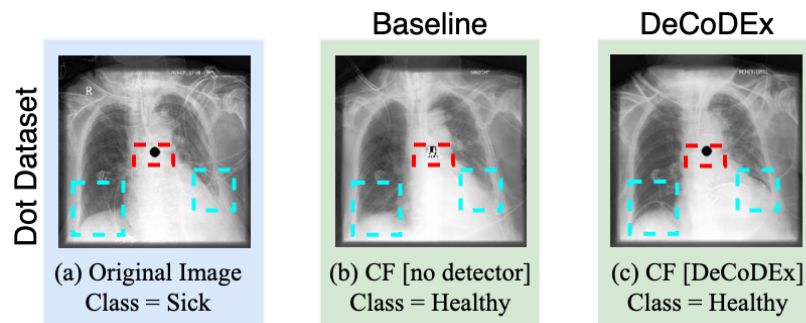 Baseline
DeCoDEx
Dot Dataset
R
(a) Original Image
Class = Sick
(b) CF [no detector]
Class = Healthy
(c) CF [DeCoDEx]
Class = Healthy